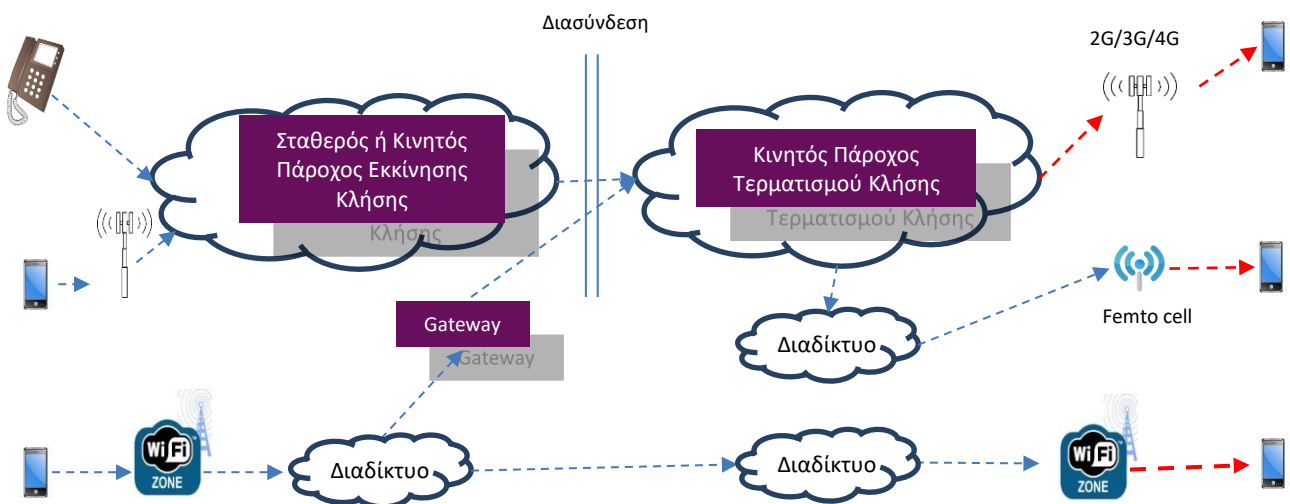 Διασύνδεση
2G/3G/4G
Σταθερός ή Κινητός
Πάροχος Εκκίνησης
Κλήσης
Κλήσης
Κινητός Πάροχος
Τερματισμού Κλήσης
Τερματισμού Κλήσης
Gateway
Gateway
Διαδίκτυο
Femto cell
Wi Fi
ZONE
Διαδίκτυο
Διαδίκτυο
Wi Fi
ZONE